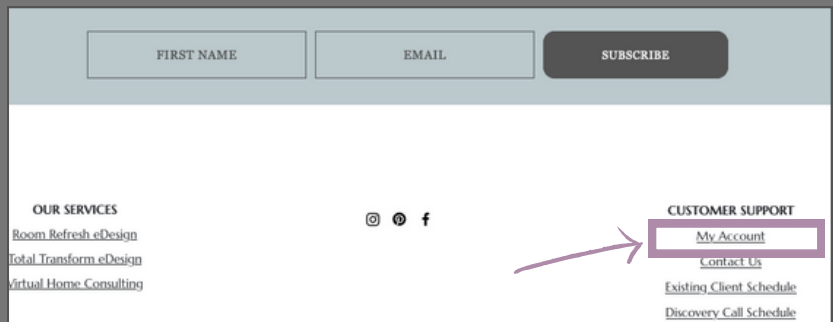 FIRST NAME
EMAIL
SUBSCRIBE
OUR SERVICES
Room Refresh eDesign
Total Transform eDesign
Virtual Home Consulting
CUSTOMER SUPPORT
My Account
Contact Us
Existing Client Schedule
Discovery Call Schedule